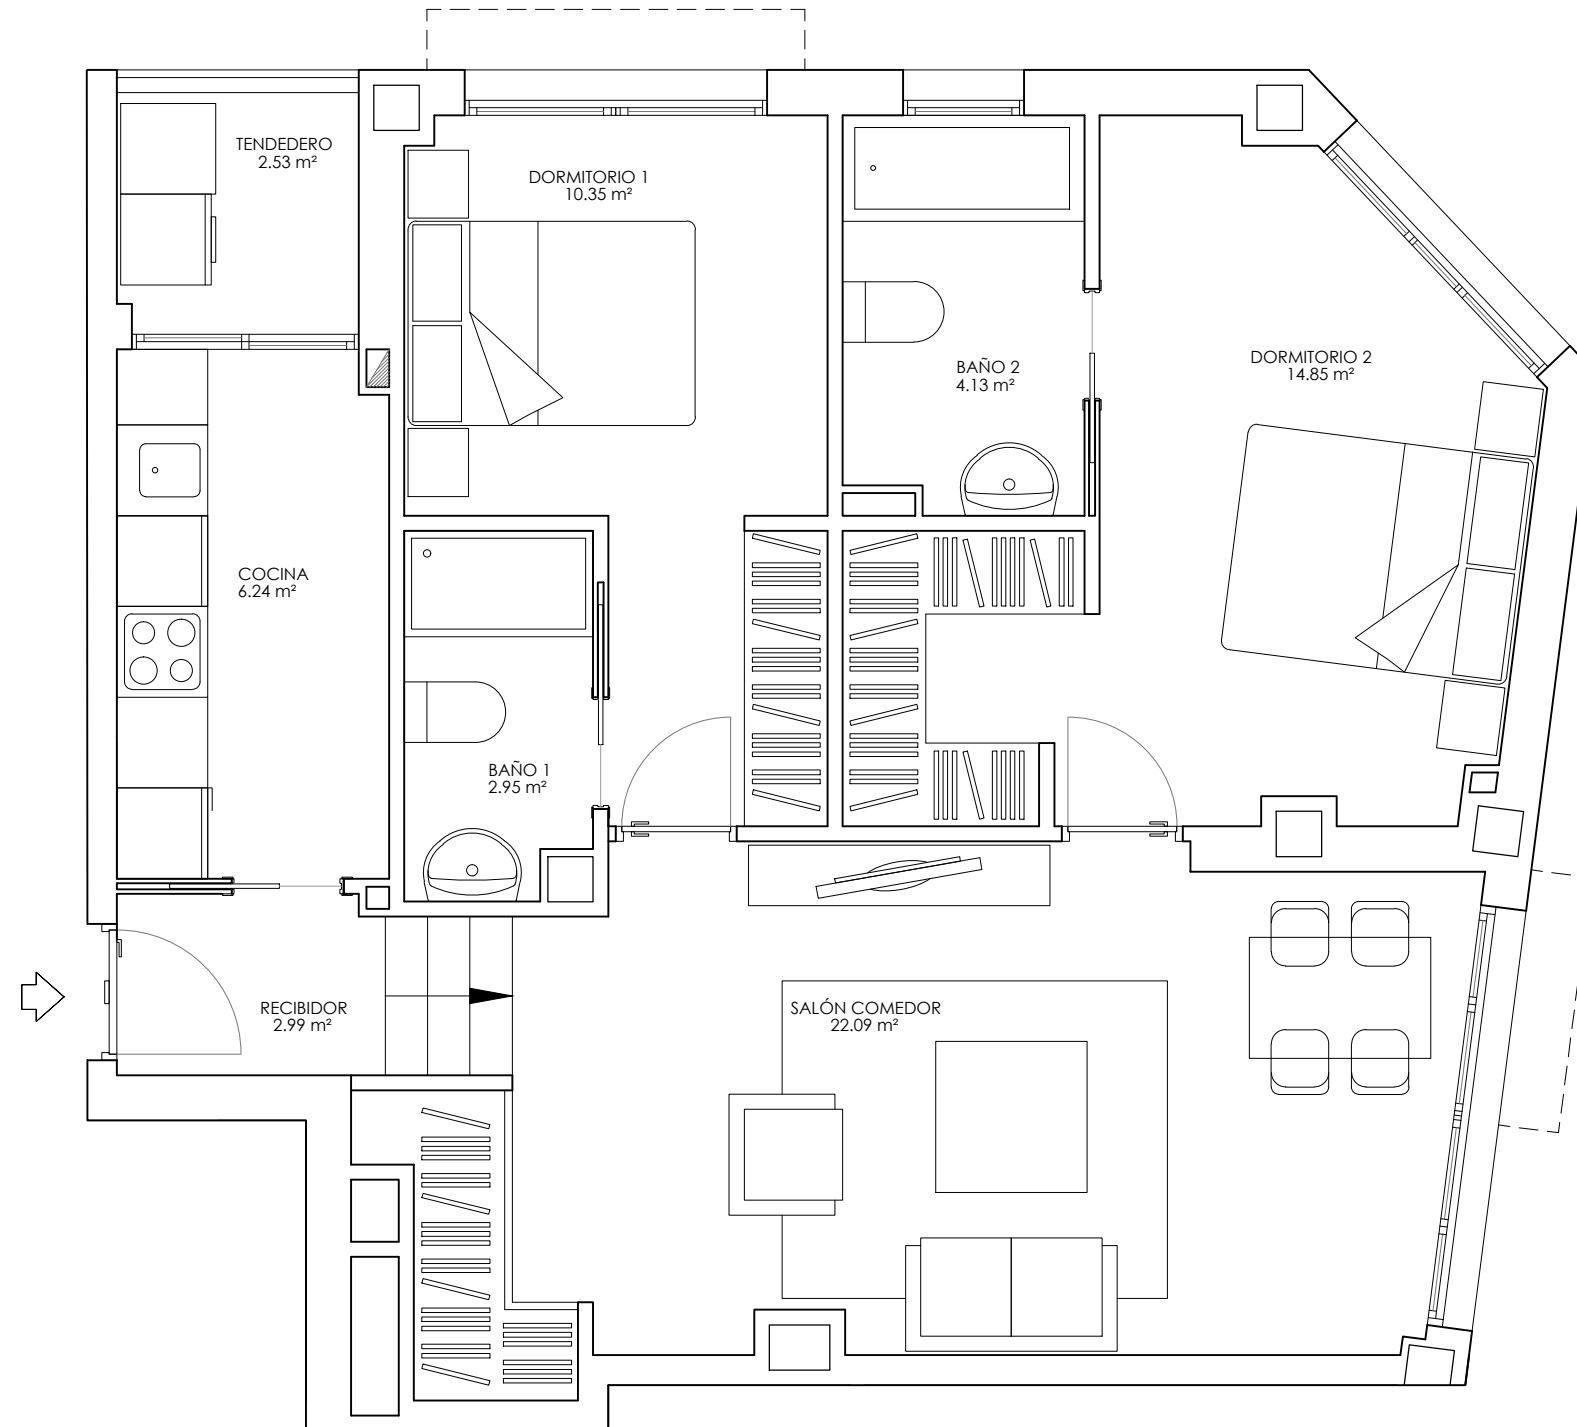 TENDEDERO
2.53 m²
DORMITORIO 1
10.35 m²
BAÑO 2
4.13 m²
DORMITORIO 2
14.85 m²
COCINA
6.24 m²
BAÑO 1
2.95 m²
RECIBIDOR
2.99 m²
SALÓN COMEDOR
22.09 m²